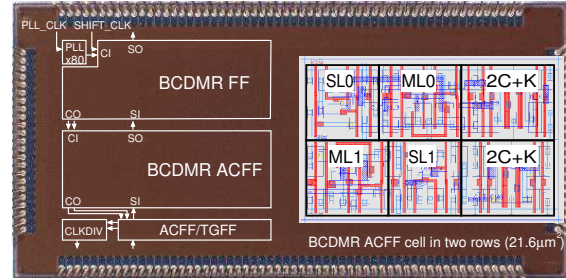 PLL_CLK SHIFT_CLK
PLL
x80
CI
SO
BCDMR FF
CO
SI
CI
SO
BCDMR ACFF
CO
SI
CLKDIV
ACFF/TGFF
SL0 ML0 2C+K
ML1 SL1 2C+K
BCDMR ACFF cell in two rows (21.6µm²)